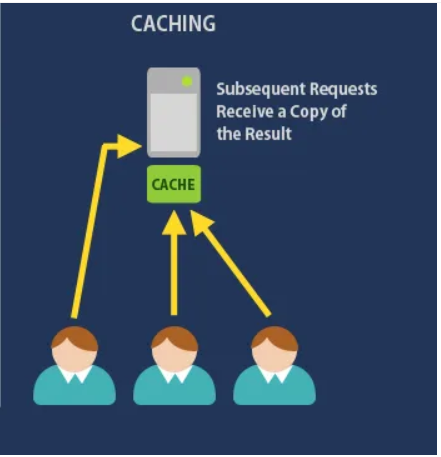 CACHING
Subsequent Requests
Receive a Copy of
the Result
CACHE